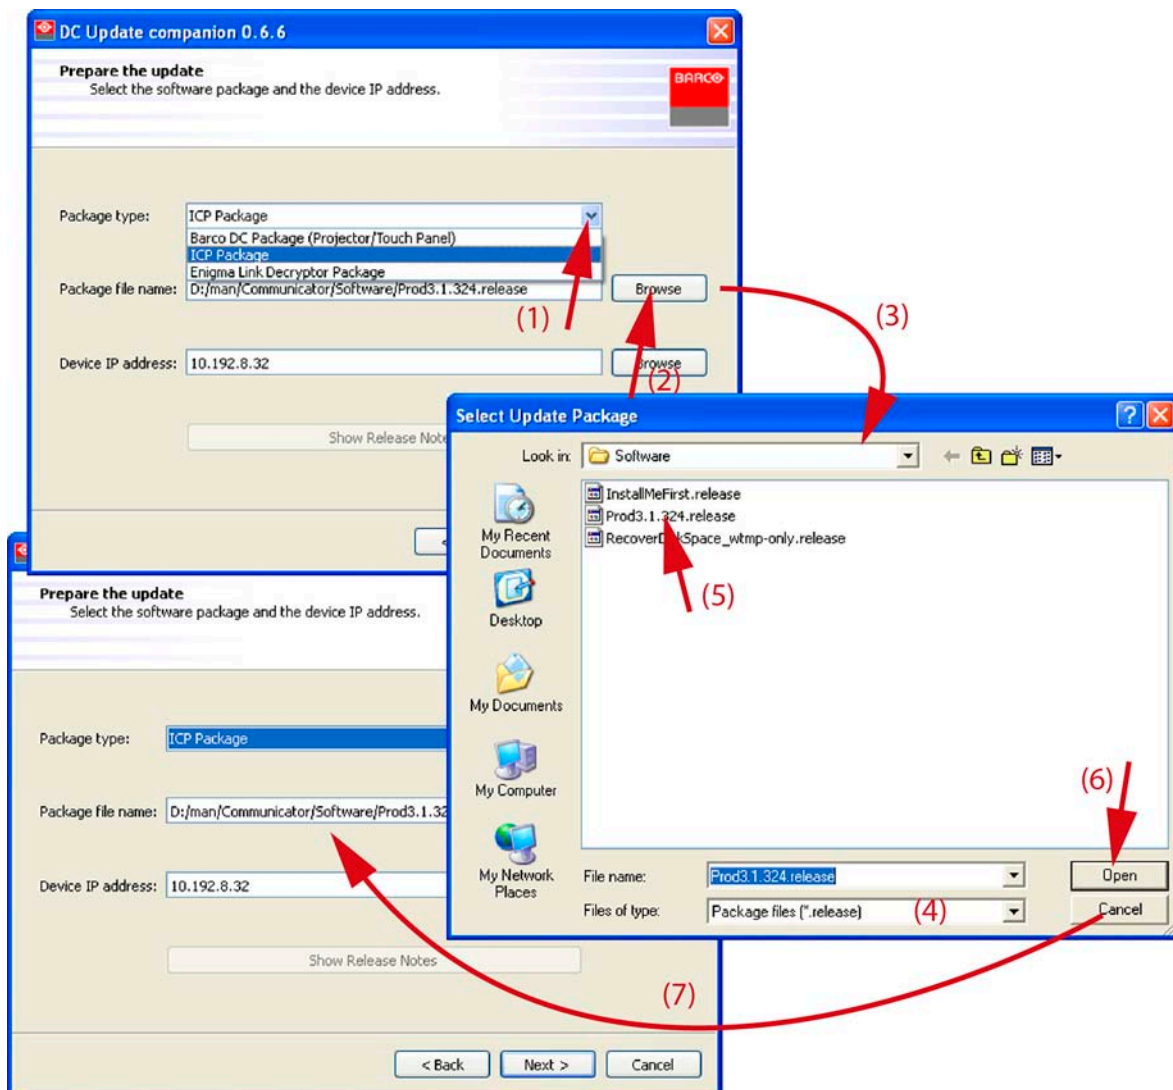 DC Update companion 0.6.6
Prepare the update
Select the software package and the device IP address.
BARCO
Package type:
ICP Package
Barco DC Package (Projector/Touch Panel)
ICP Package
Enigma Link Decryptor Package
Package file name:
D:/man/Communicator/Software/Prod3.1.324.release
Browse
(1)
(2)
(3)
Device IP address:
10.192.8.32
Browse
Show Release Note
<
Select Update Package
Look in:
Software
InstallMeFirst.release
Prod3.1.324.release
RecoverDiskSpace_wtmp-only.release
(5)
My Recent
Documents
Desktop
My Documents
My Computer
My Network
Places
(6)
File name:
Prod3.1.324.release
Open
Files of type:
Package files (*.release)
(4)
Cancel
Prepare the update
Select the software package and the device IP address.
Package type:
ICP Package
Package file name:
D:/man/Communicator/Software/Prod3.1.32
Device IP address:
10.192.8.32
Show Release Notes
(7)
< Back
Next >
Cancel